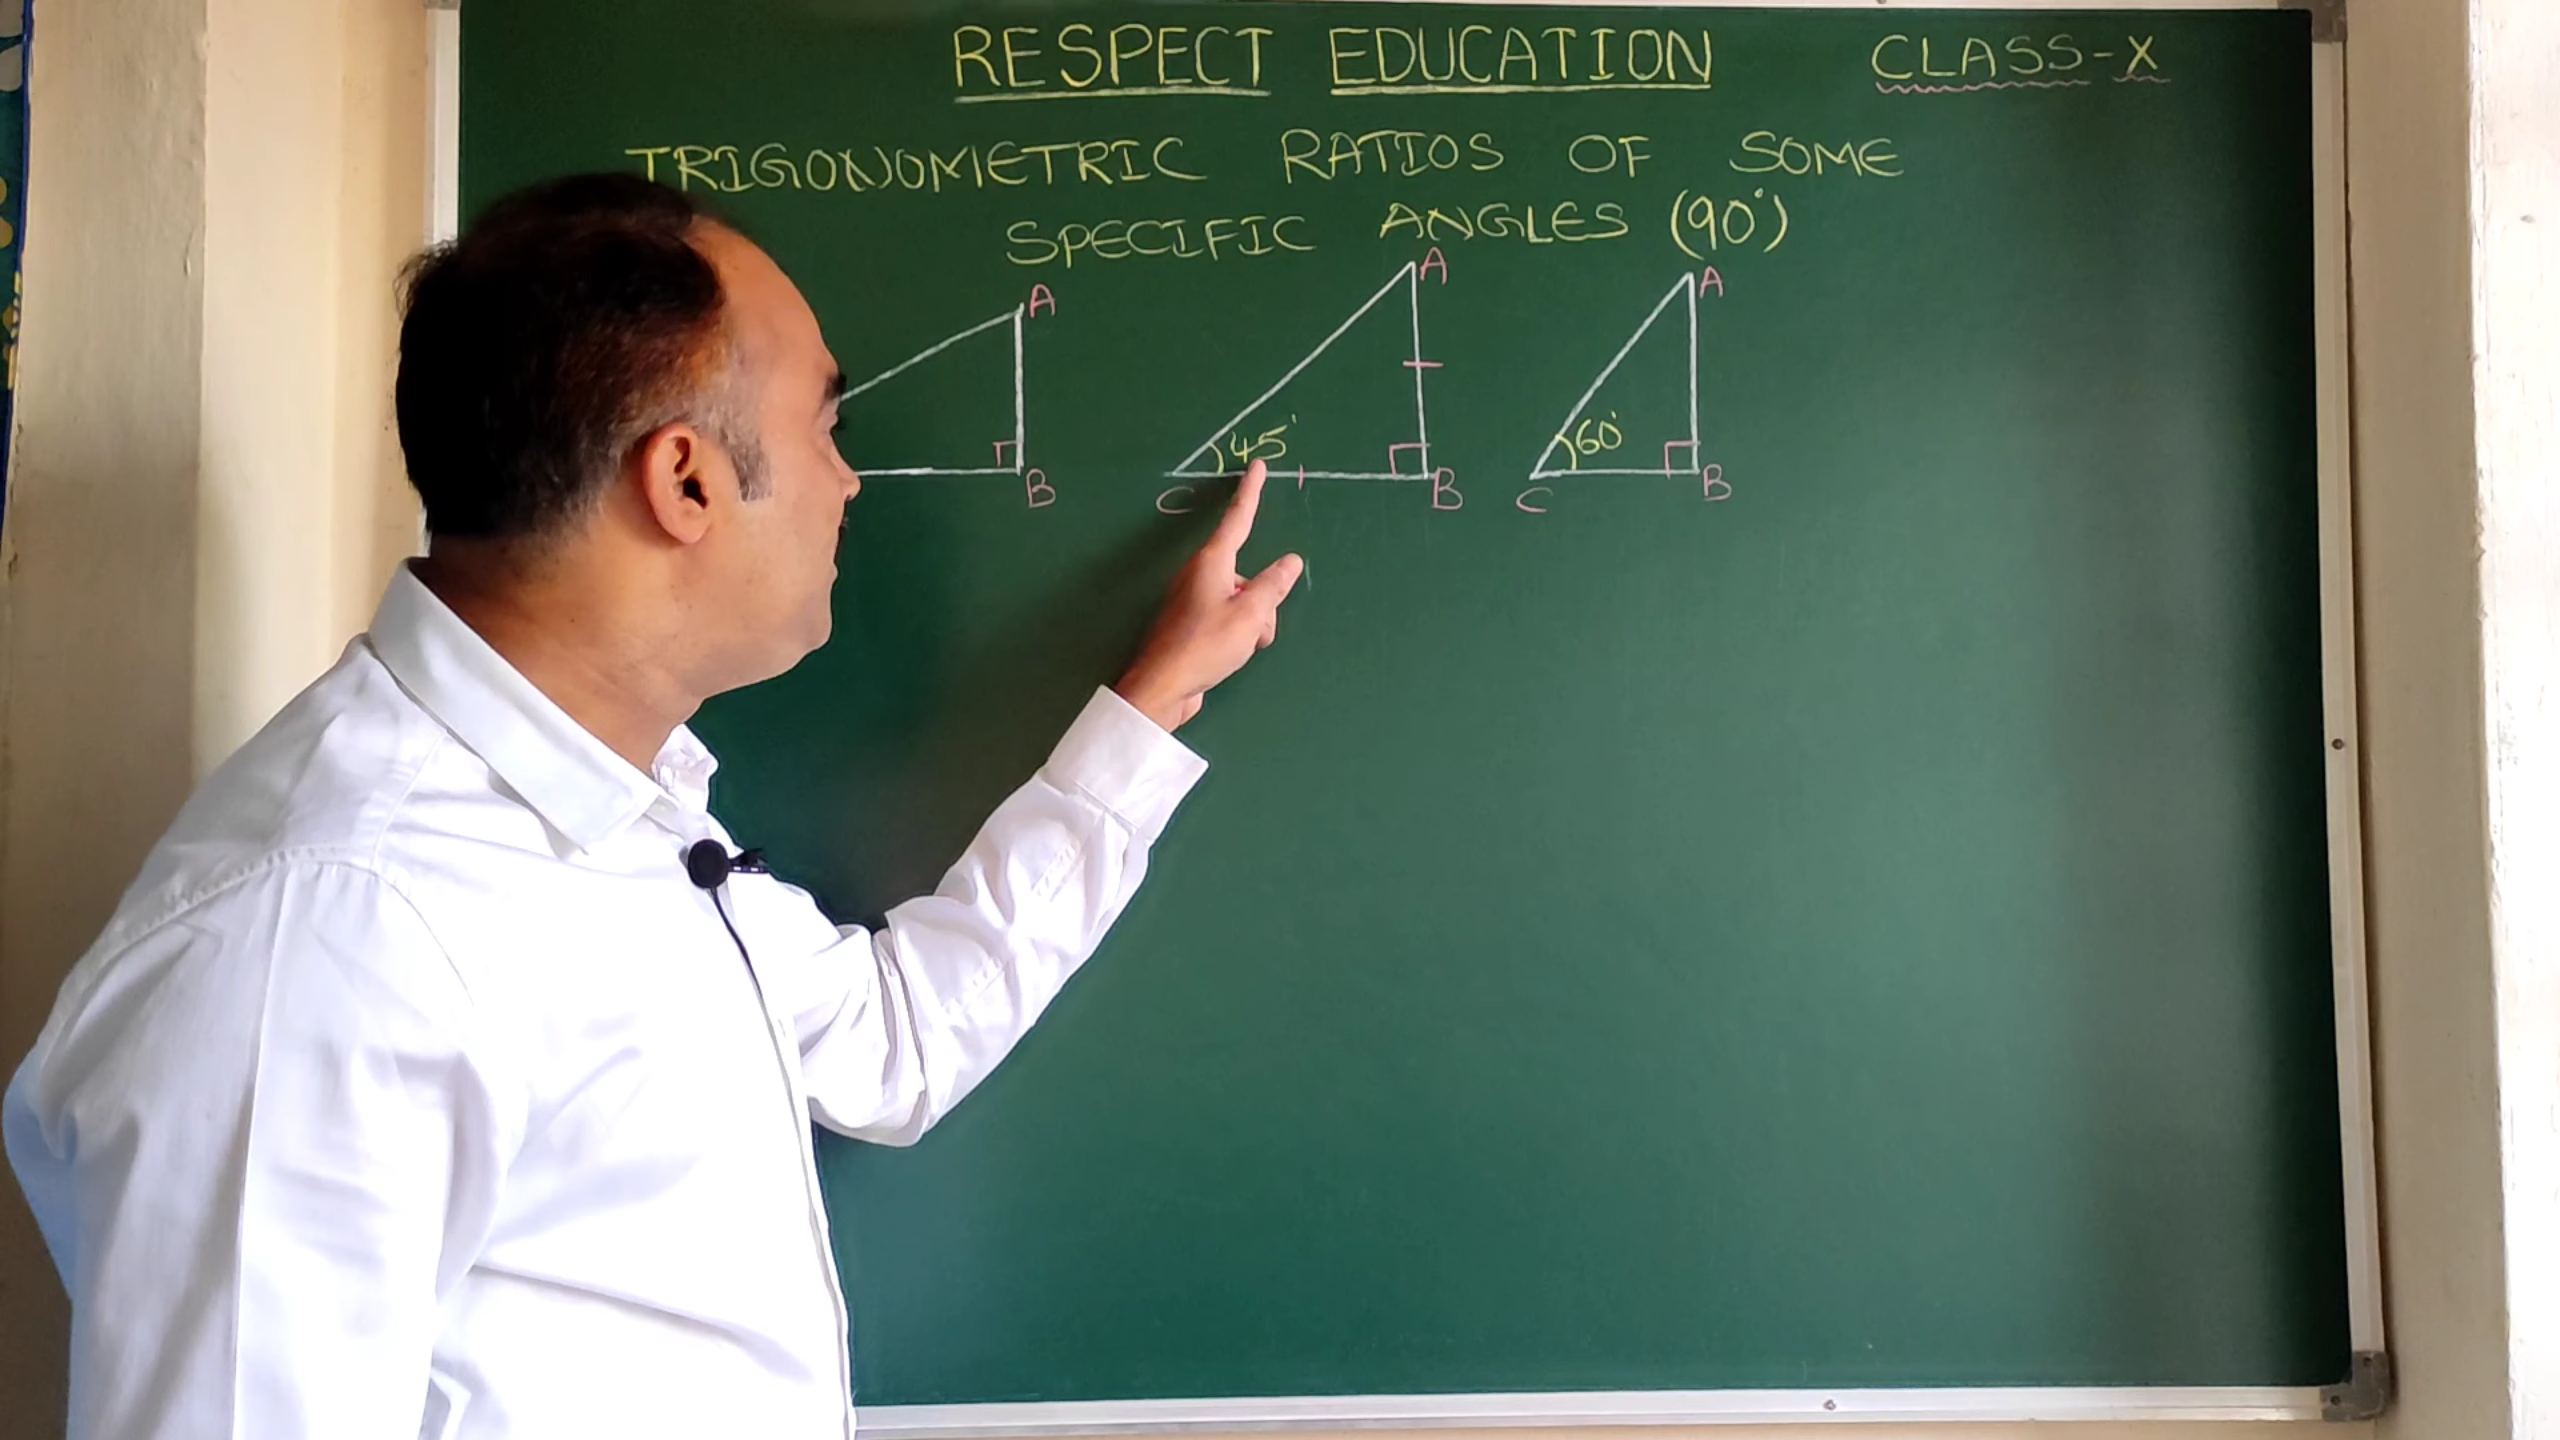 RESPECT EDUCATION CLASS-X
TRIGONOMETRIC RATIOS OF SOME
SPECIFIC ANGLES (90°)
A
B
A
45°
C
B
A
60°
C
B